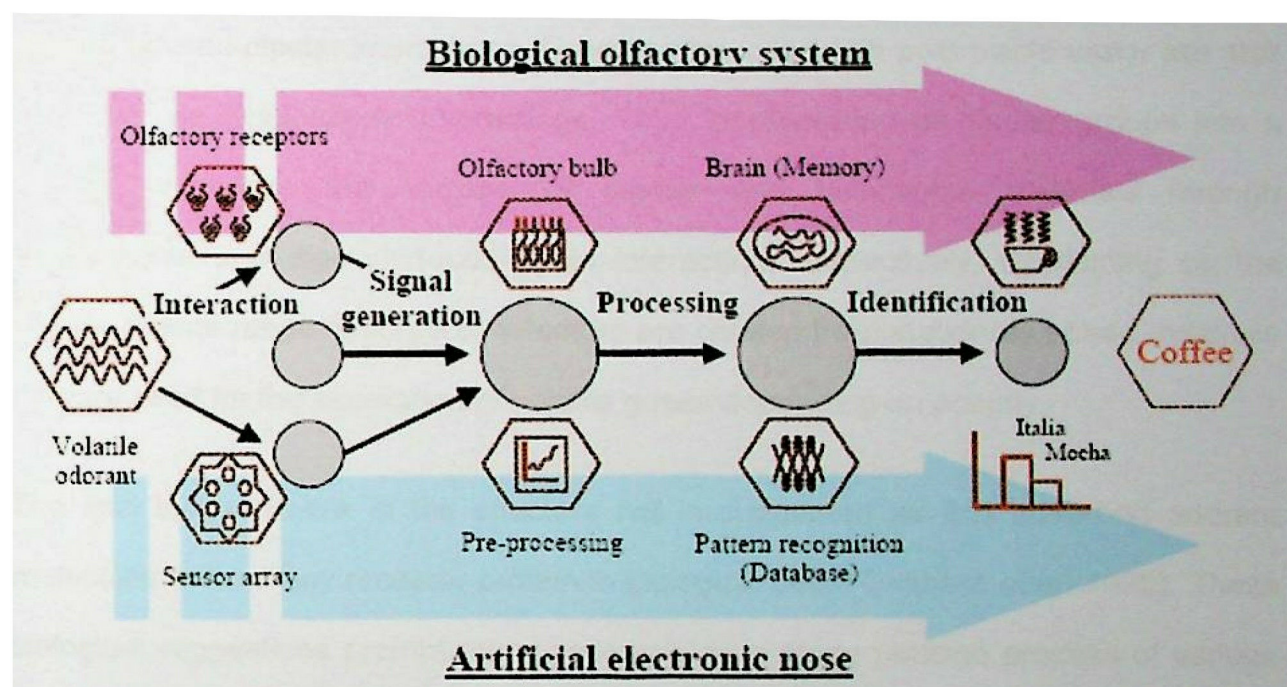 Biological olfactory system
Olfactory receptors
Olfactory bulb
Brain (Memory)
Interaction
Signal
generation
Processing
Identification
Coffee
Volatile
odorant
Italia
Mocha
Sensor array
Pre-processing
Pattern recognition
(Database)
Artificial electronic nose